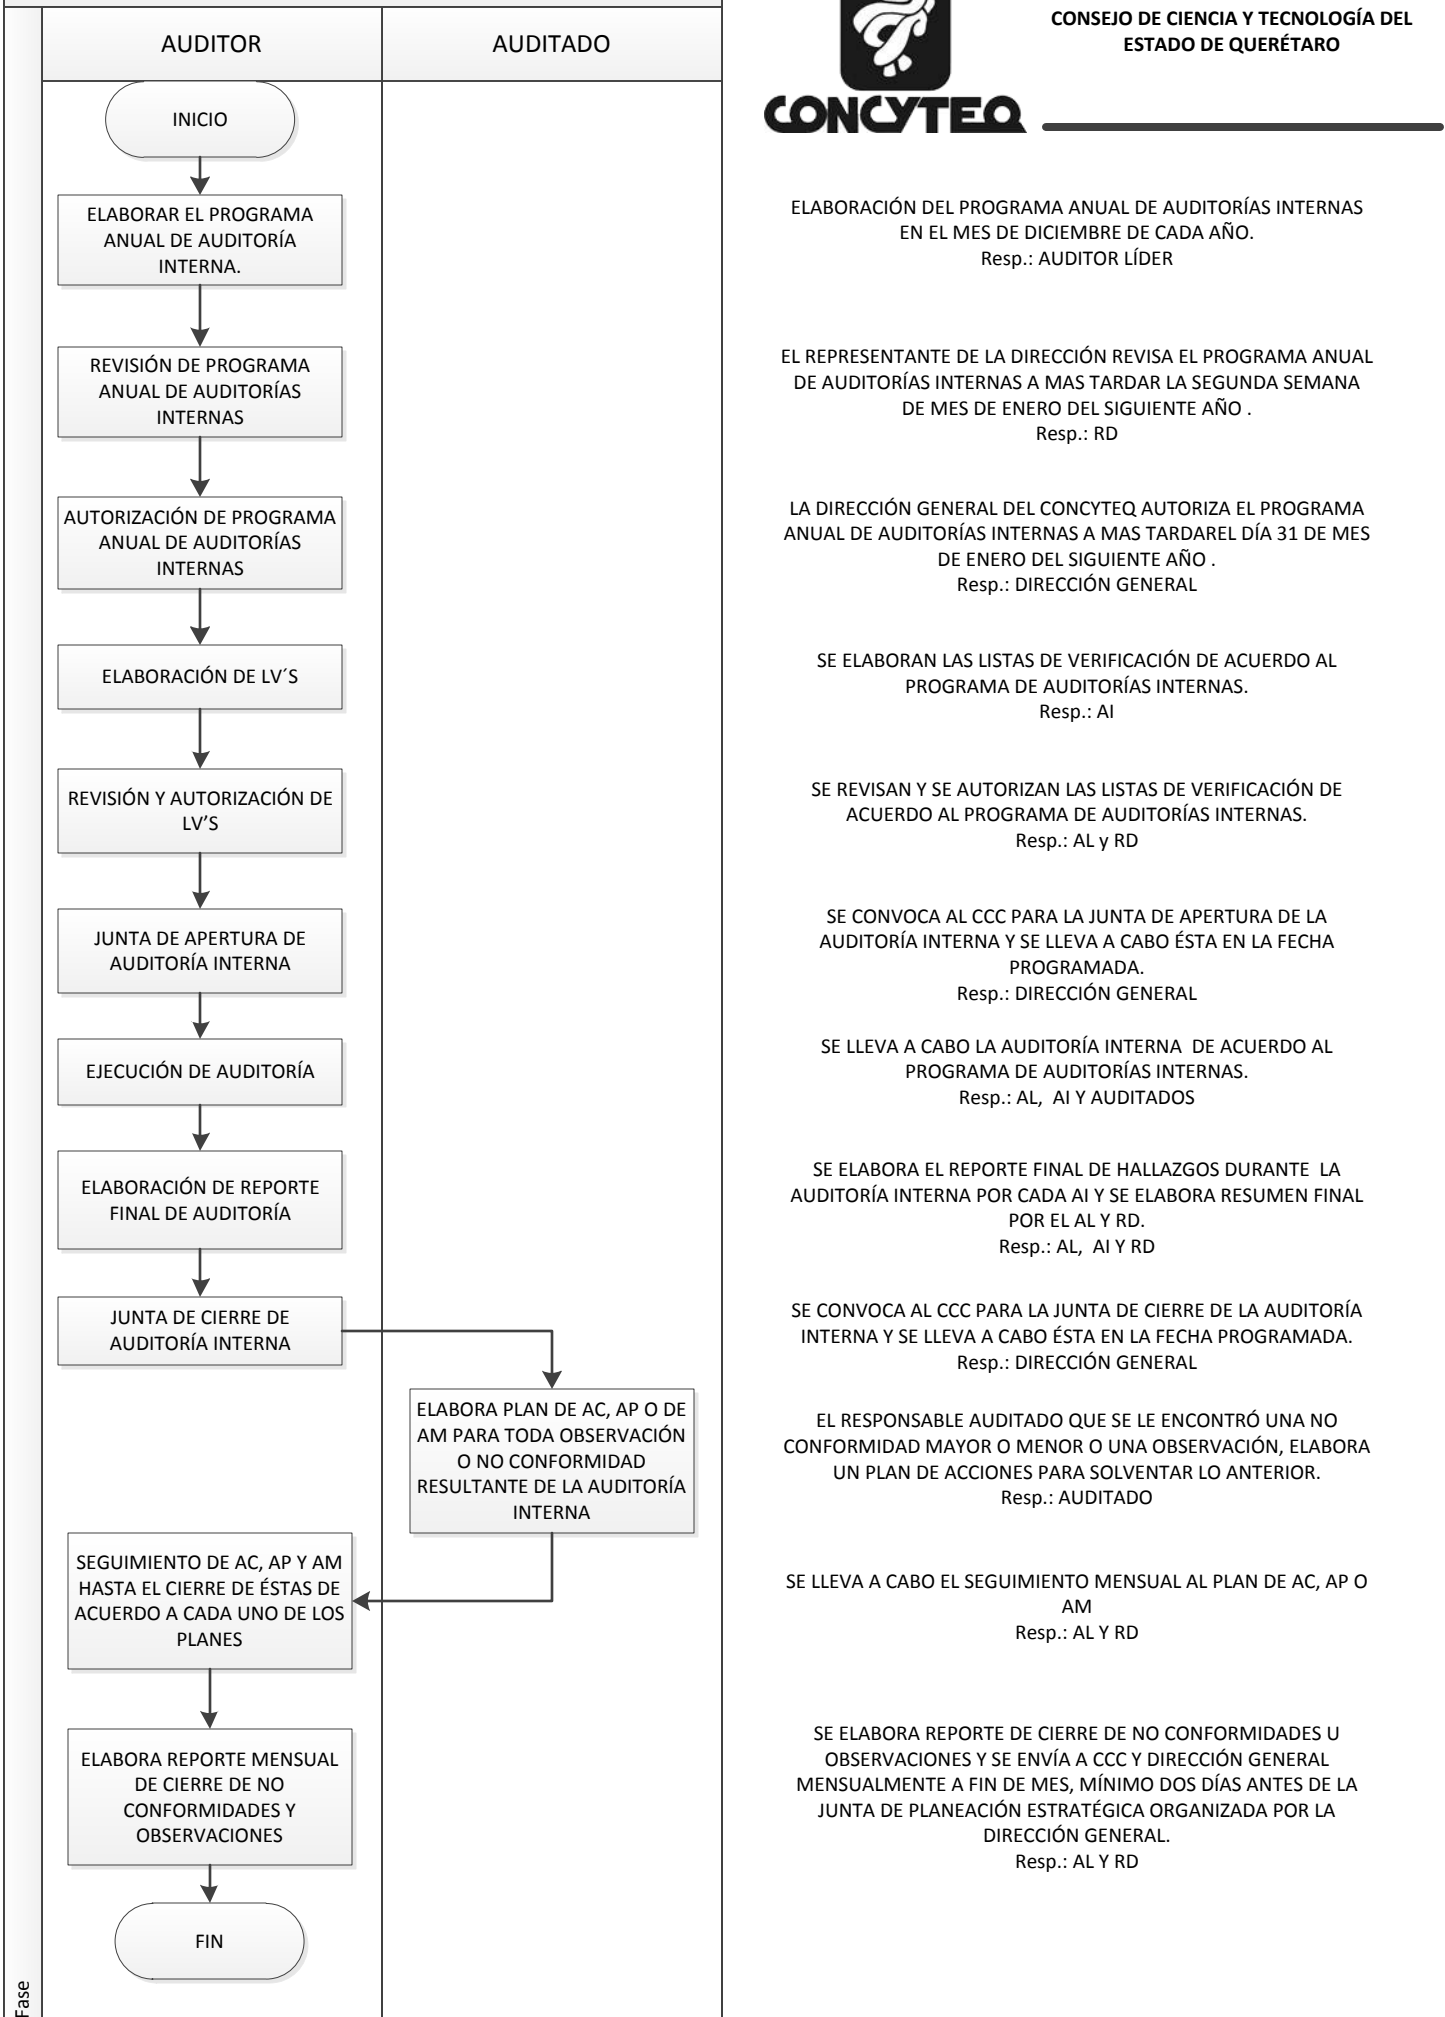 AUDITOR
AUDITADO
CONCYTEQ
CONSEJO DE CIENCIA Y TECNOLOGÍA DEL
ESTADO DE QUERÉTARO
INICIO
ELABORAR EL PROGRAMA
ANUAL DE AUDITORÍA
INTERNA.
ELABORACIÓN DEL PROGRAMA ANUAL DE AUDITORÍAS INTERNAS
EN EL MES DE DICIEMBRE DE CADA AÑO.
Resp.: AUDITOR LÍDER
REVISIÓN DE PROGRAMA
ANUAL DE AUDITORÍAS
INTERNAS
EL REPRESENTANTE DE LA DIRECCIÓN REVISA EL PROGRAMA ANUAL
DE AUDITORÍAS INTERNAS A MAS TARDAR LA SEGUNDA SEMANA
DE MES DE ENERO DEL SIGUIENTE AÑO .
Resp.: RD
AUTORIZACIÓN DE PROGRAMA
ANUAL DE AUDITORÍAS
INTERNAS
LA DIRECCIÓN GENERAL DEL CONCYTEQ AUTORIZA EL PROGRAMA
ANUAL DE AUDITORÍAS INTERNAS A MAS TARDAREL DÍA 31 DE MES
DE ENERO DEL SIGUIENTE AÑO .
Resp.: DIRECCIÓN GENERAL
ELABORACIÓN DE LV´S
SE ELABORAN LAS LISTAS DE VERIFICACIÓN DE ACUERDO AL
PROGRAMA DE AUDITORÍAS INTERNAS.
Resp.: AI
REVISIÓN Y AUTORIZACIÓN DE
LV’S
SE REVISAN Y SE AUTORIZAN LAS LISTAS DE VERIFICACIÓN DE
ACUERDO AL PROGRAMA DE AUDITORÍAS INTERNAS.
Resp.: AL y RD
JUNTA DE APERTURA DE
AUDITORÍA INTERNA
SE CONVOCA AL CCC PARA LA JUNTA DE APERTURA DE LA
AUDITORÍA INTERNA Y SE LLEVA A CABO ÉSTA EN LA FECHA
PROGRAMADA.
Resp.: DIRECCIÓN GENERAL
EJECUCIÓN DE AUDITORÍA
SE LLEVA A CABO LA AUDITORÍA INTERNA  DE ACUERDO AL
PROGRAMA DE AUDITORÍAS INTERNAS.
Resp.: AL,  AI Y AUDITADOS
ELABORACIÓN DE REPORTE
FINAL DE AUDITORÍA
SE ELABORA EL REPORTE FINAL DE HALLAZGOS DURANTE  LA
AUDITORÍA INTERNA POR CADA AI Y SE ELABORA RESUMEN FINAL
POR EL AL Y RD.
Resp.: AL,  AI Y RD
JUNTA DE CIERRE DE
AUDITORÍA INTERNA
SE CONVOCA AL CCC PARA LA JUNTA DE CIERRE DE LA AUDITORÍA
INTERNA Y SE LLEVA A CABO ÉSTA EN LA FECHA PROGRAMADA.
Resp.: DIRECCIÓN GENERAL
ELABORA PLAN DE AC, AP O DE
AM PARA TODA OBSERVACIÓN
O NO CONFORMIDAD
RESULTANTE DE LA AUDITORÍA
INTERNA
EL RESPONSABLE AUDITADO QUE SE LE ENCONTRÓ UNA NO
CONFORMIDAD MAYOR O MENOR O UNA OBSERVACIÓN, ELABORA
UN PLAN DE ACCIONES PARA SOLVENTAR LO ANTERIOR.
Resp.: AUDITADO
SEGUIMIENTO DE AC, AP Y AM
HASTA EL CIERRE DE ÉSTAS DE
ACUERDO A CADA UNO DE LOS
PLANES
SE LLEVA A CABO EL SEGUIMIENTO MENSUAL AL PLAN DE AC, AP O
AM
Resp.: AL Y RD
ELABORA REPORTE MENSUAL
DE CIERRE DE NO
CONFORMIDADES Y
OBSERVACIONES
SE ELABORA REPORTE DE CIERRE DE NO CONFORMIDADES U
OBSERVACIONES Y SE ENVÍA A CCC Y DIRECCIÓN GENERAL
MENSUALMENTE A FIN DE MES, MÍNIMO DOS DÍAS ANTES DE LA
JUNTA DE PLANEACIÓN ESTRATÉGICA ORGANIZADA POR LA
DIRECCIÓN GENERAL.
Resp.: AL Y RD
FIN
Fase